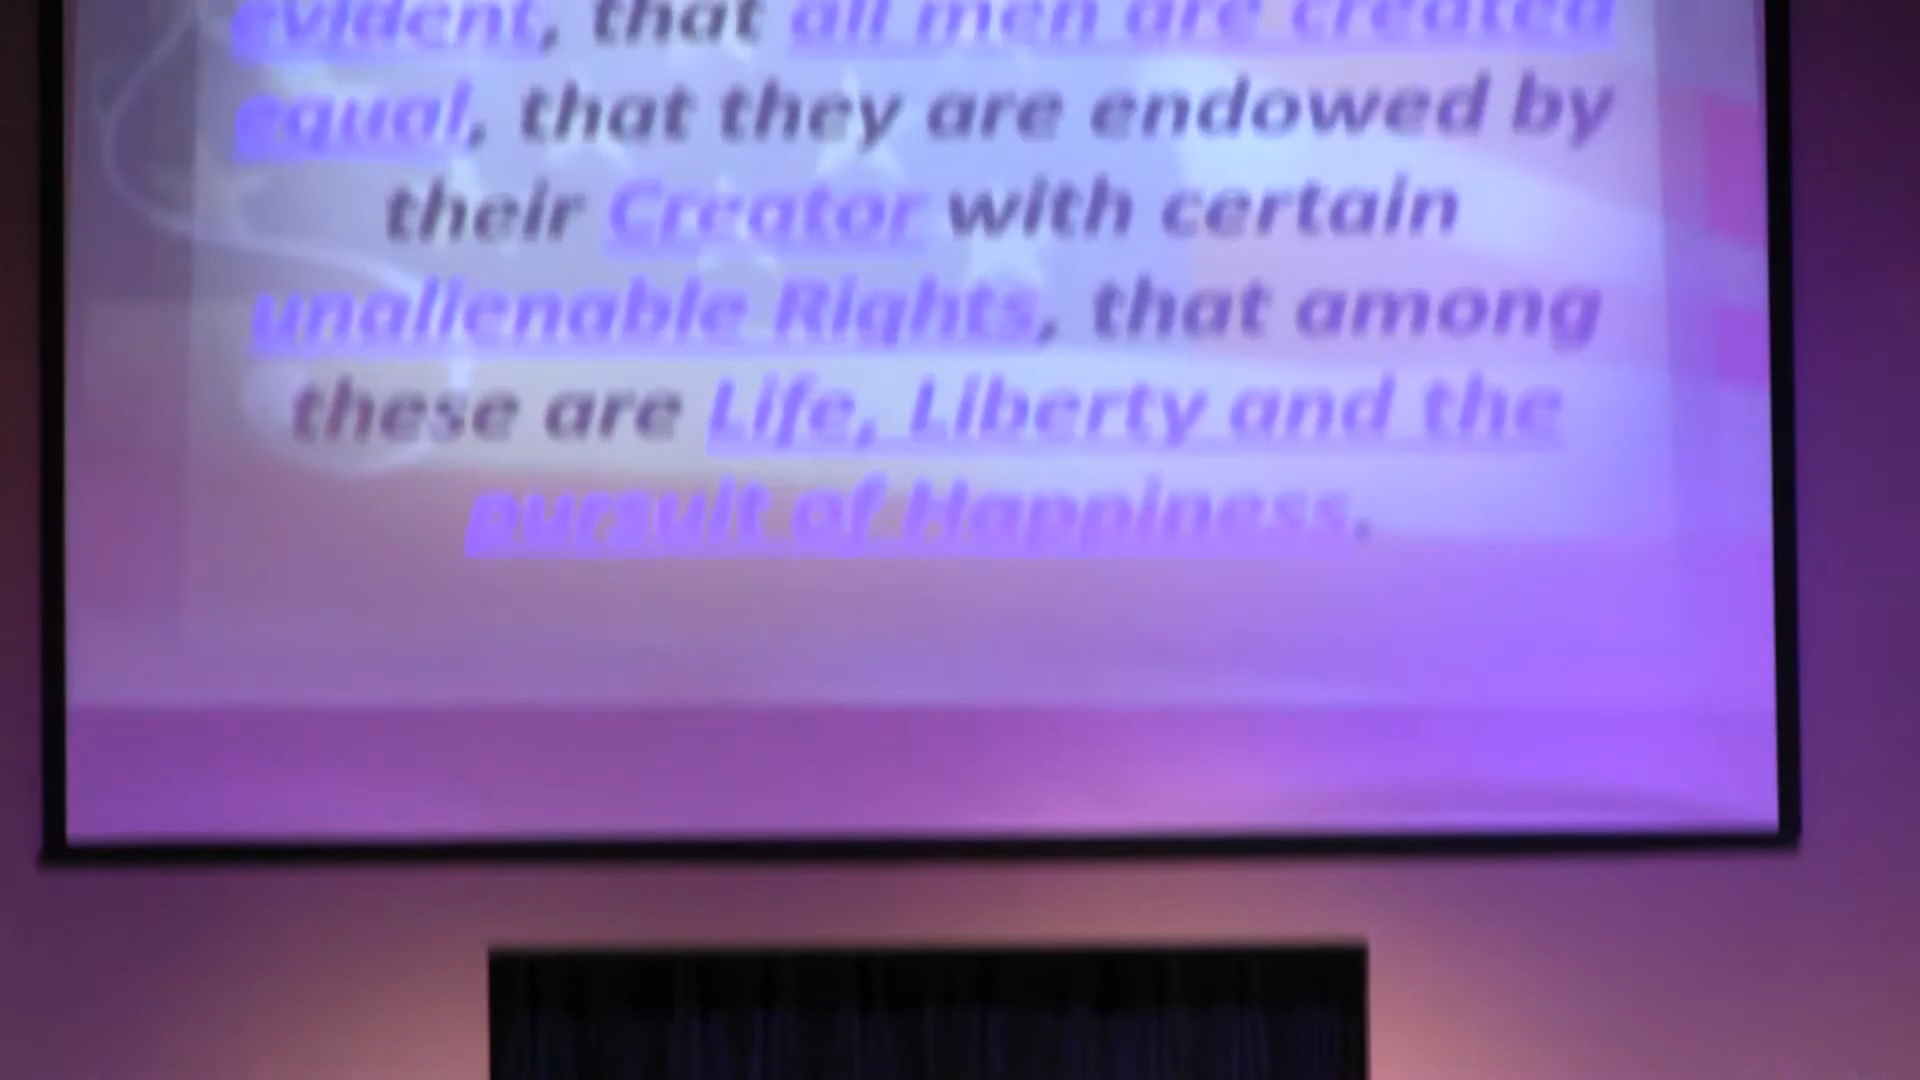 evident, that all men are created
equal, that they are endowed by
their Creator with certain
unalienable Rights, that among
these are Life, Liberty and the
pursuit of Happiness.